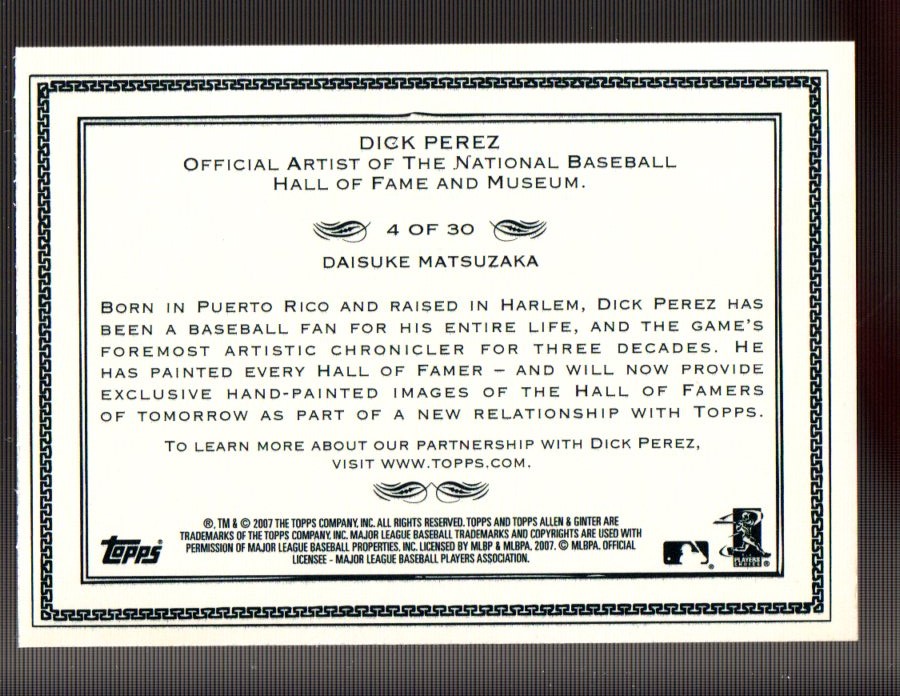 DICK PEREZ
OFFICIAL ARTIST OF THE NATIONAL BASEBALL
HALL OF FAME AND MUSEUM.
4 OF 30
DAISUKE MATSUZAKA
BORN IN PUERTO RICO AND RAISED IN HARLEM, DICK PEREZ HAS
BEEN A BASEBALL FAN FOR HIS ENTIRE LIFE, AND THE GAME'S
FOREMOST ARTISTIC CHRONICLER FOR THREE DECADES. HE
HAS PAINTED EVERY HALL OF FAMER – AND WILL NOW PROVIDE
EXCLUSIVE HAND-PAINTED IMAGES OF THE HALL OF FAMERS
OF TOMORROW AS PART OF A NEW RELATIONSHIP WITH TOPPS.
TO LEARN MORE ABOUT OUR PARTNERSHIP WITH DICK PEREZ,
VISIT WWW.TOPPS.COM.
®, TM & © 2007 THE TOPPS COMPANY, INC. ALL RIGHTS RESERVED. TOPPS AND TOPPS ALLEN & GINTER ARE
TRADEMARKS OF THE TOPPS COMPANY, INC. MAJOR LEAGUE BASEBALL TRADEMARKS AND COPYRIGHTS ARE USED WITH
PERMISSION OF MAJOR LEAGUE BASEBALL PROPERTIES, INC. LICENSED BY MLBP & MLBPA, 2007. © MLBPA. OFFICIAL
LICENSEE - MAJOR LEAGUE BASEBALL PLAYERS ASSOCIATION.
Topps®
PLAYERS CHOICE ®